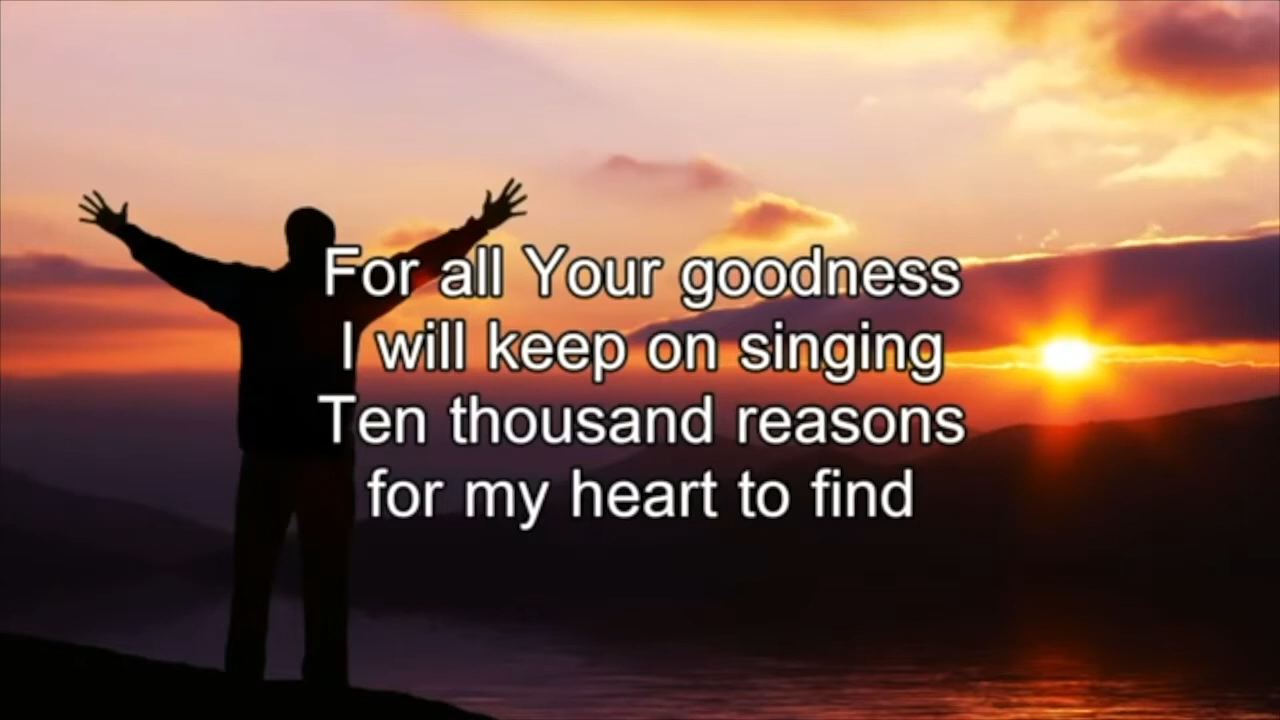 For all Your goodness
I will keep on singing
Ten thousand reasons
for my heart to find